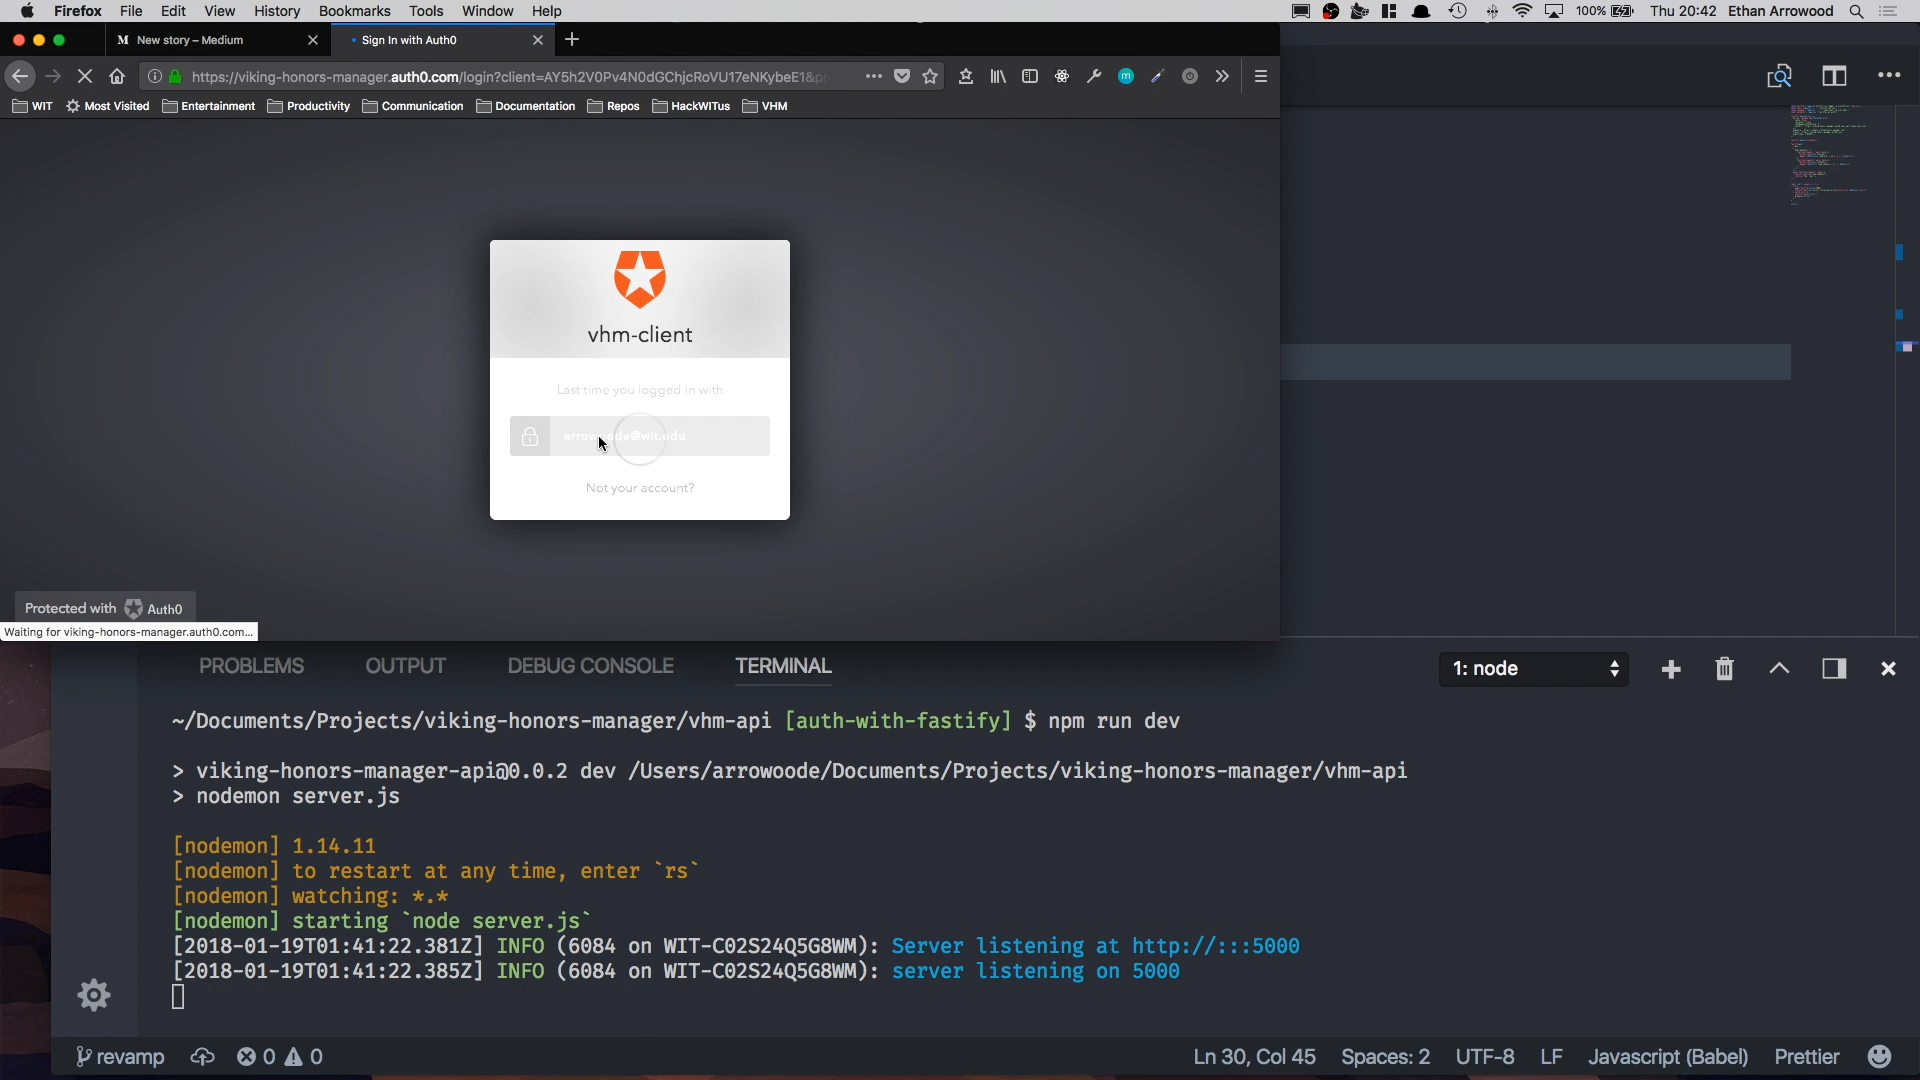 Firefox File Edit View History Bookmarks Tools Window Help
100% Thu 20:42 Ethan Arrowood
M New story – Medium
Sign In with Auth0
https://viking-honors-manager.auth0.com/login?client=AY5h2V0Pv4N0dGChjcRoVU17eNKybeE1&pr
WIT Most Visited Entertainment Productivity Communication Documentation Repos HackWITus VHM
vhm-client
Last time you logged in with
arrowoode@wit.edu
Not your account?
Protected with Auth0
Waiting for viking-honors-manager.auth0.com...
PROBLEMS OUTPUT DEBUG CONSOLE TERMINAL 1: node
~/Documents/Projects/viking-honors-manager/vhm-api [auth-with-fastify] $ npm run dev
> viking-honors-manager-api@0.0.2 dev /Users/arrowoode/Documents/Projects/viking-honors-manager/vhm-api
> nodemon server.js
[nodemon] 1.14.11
[nodemon] to restart at any time, enter `rs`
[nodemon] watching: *.*
[nodemon] starting `node server.js`
[2018-01-19T01:41:22.381Z] INFO (6084 on WIT-C02S24Q5G8WM): Server listening at http://:::5000
[2018-01-19T01:41:22.385Z] INFO (6084 on WIT-C02S24Q5G8WM): server listening on 5000
revamp 0 0 Ln 30, Col 45 Spaces: 2 UTF-8 LF Javascript (Babel) Prettier